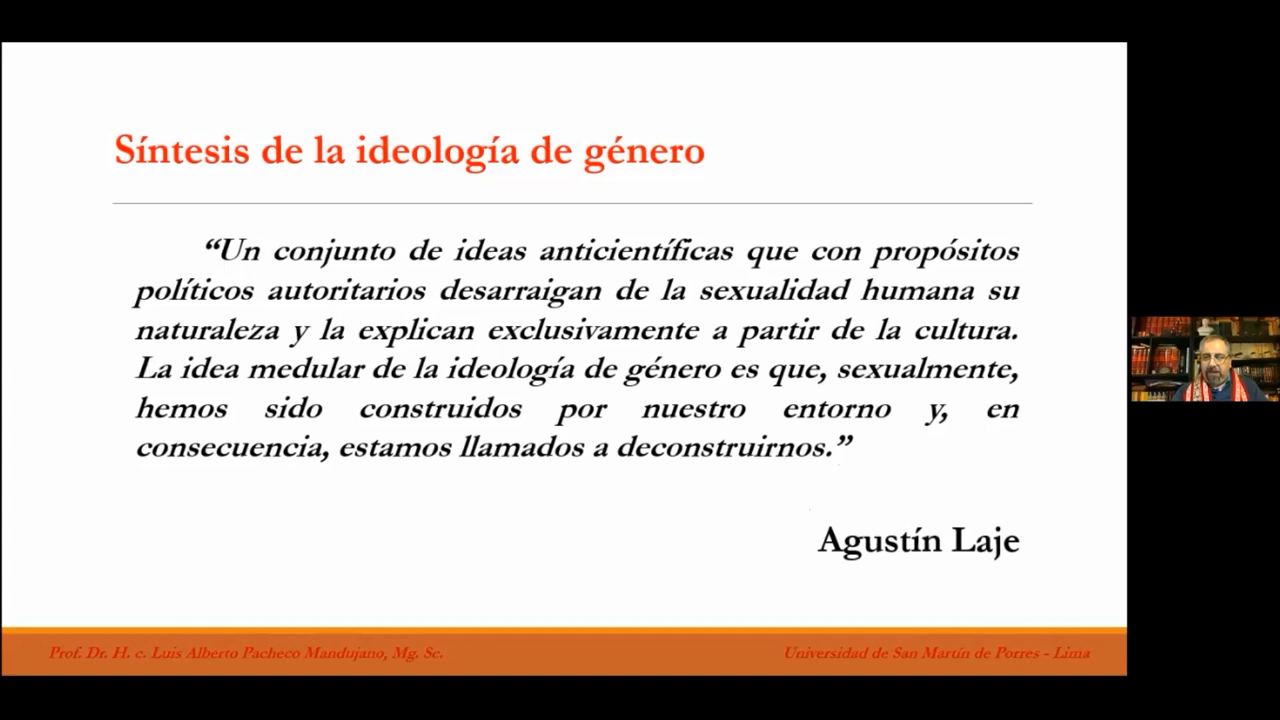 Síntesis de la ideología de género
“Un conjunto de ideas anticientíficas que con propósitos
políticos autoritarios desarraigan de la sexualidad humana su
naturaleza y la explican exclusivamente a partir de la cultura.
La idea medular de la ideología de género es que, sexualmente,
hemos sido construidos por nuestro entorno y, en
consecuencia, estamos llamados a deconstruirnos.”
Agustín Laje
Prof. Dr. H. c. Luis Alberto Pacheco Mandujano, Mg. Sc.
Universidad de San Martín de Porres - Lima